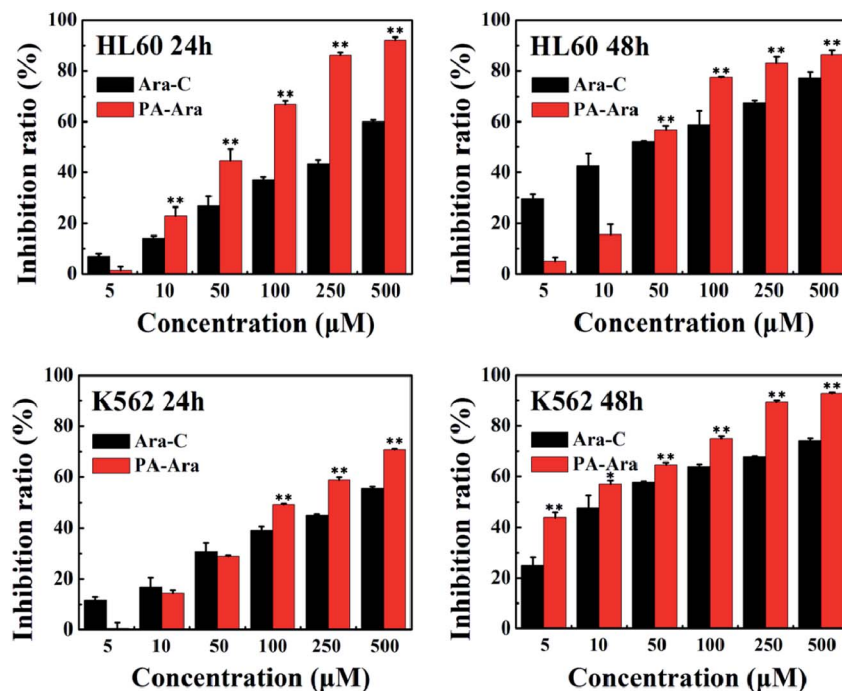 HL60 24h
Ara-C
PA-Ara
** ** ** ** **
100
80
60
40
20
0
Inhibition ratio (%)
5 10 50 100 250 500
Concentration (μM)
HL60 48h
Ara-C
PA-Ara
** ** ** **
100
80
60
40
20
0
Inhibition ratio (%)
5 10 50 100 250 500
Concentration (μM)
K562 24h
Ara-C
PA-Ara
** ** **
100
80
60
40
20
0
Inhibition ratio (%)
5 10 50 100 250 500
Concentration (μM)
K562 48h
Ara-C
PA-Ara
** * ** ** ** **
100
80
60
40
20
0
Inhibition ratio (%)
5 10 50 100 250 500
Concentration (μM)